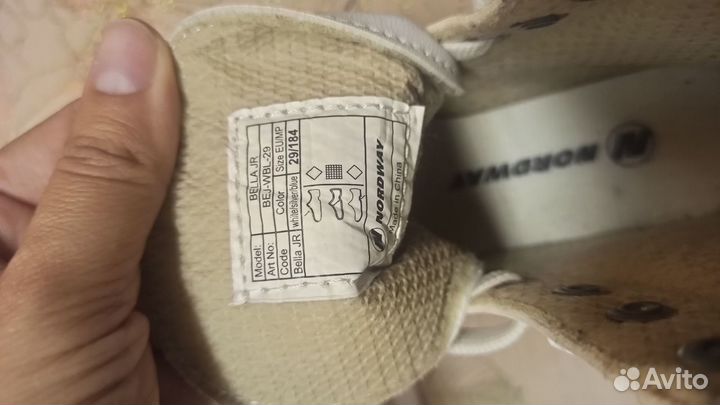 Model: BELLA JR
Art No: BEJ-WBL-29
Code Color Size EU/MP
Bella JR white/silver/blue 29/184
NORDWAY
Made in China
NORDWAY
Avito